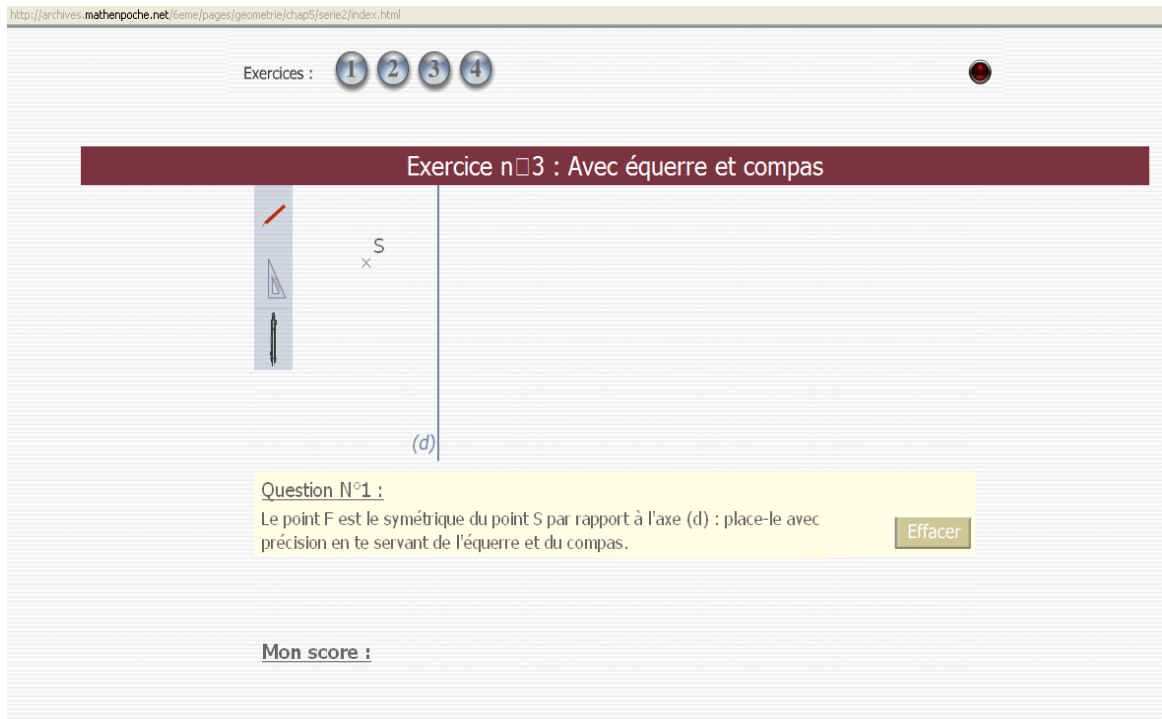 http://archives.mathenpoche.net/6eme/pages/geometrie/chap5/serie2/index.html
Exercices : 1 2 3 4
Exercice n□3 : Avec équerre et compas
S
(d)
Question N°1 :
Le point F est le symétrique du point S par rapport à l'axe (d) : place-le avec
précision en te servant de l'équerre et du compas.
Effacer
Mon score :